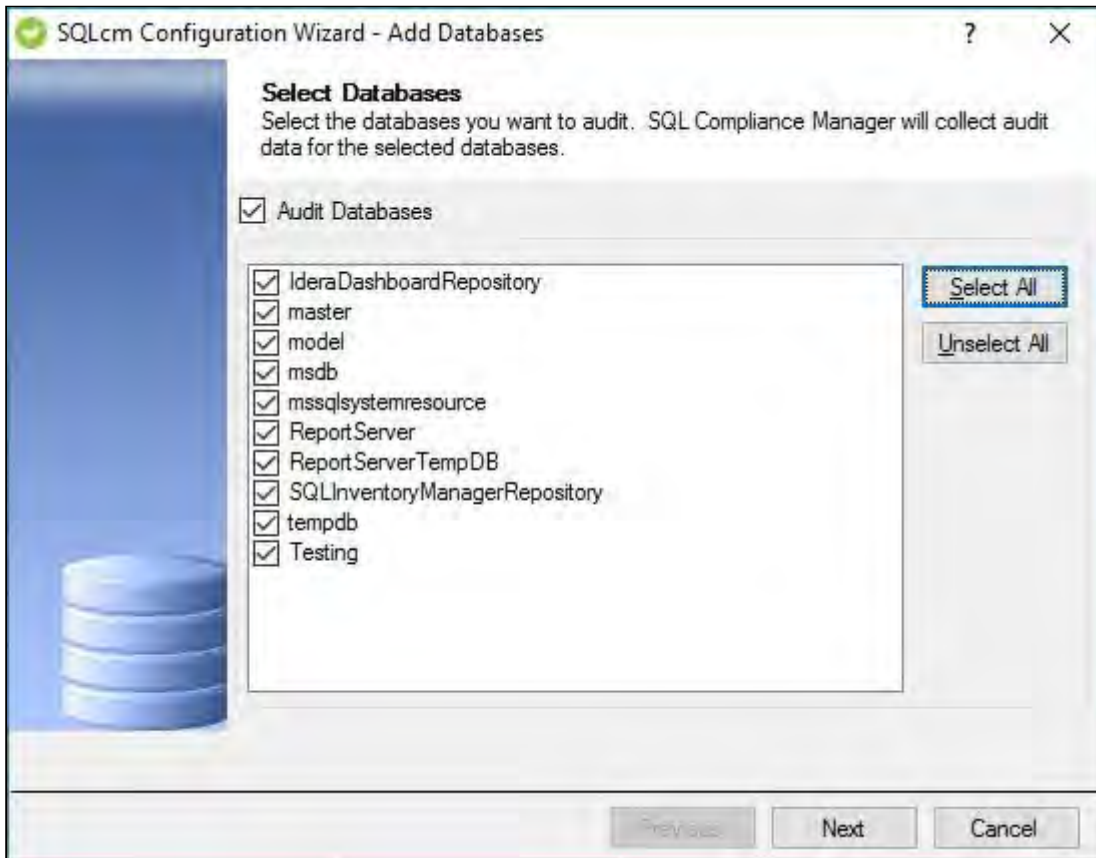 SQLcm Configuration Wizard - Add Databases
?
Select Databases
Select the databases you want to audit. SQL Compliance Manager will collect audit
data for the selected databases.
Audit Databases
IderaDashboardRepository
master
model
msdb
mssqlsystemresource
ReportServer
ReportServerTempDB
SQLInventoryManagerRepository
tempdb
Testing
Select All
Unselect All
Previous
Next
Cancel